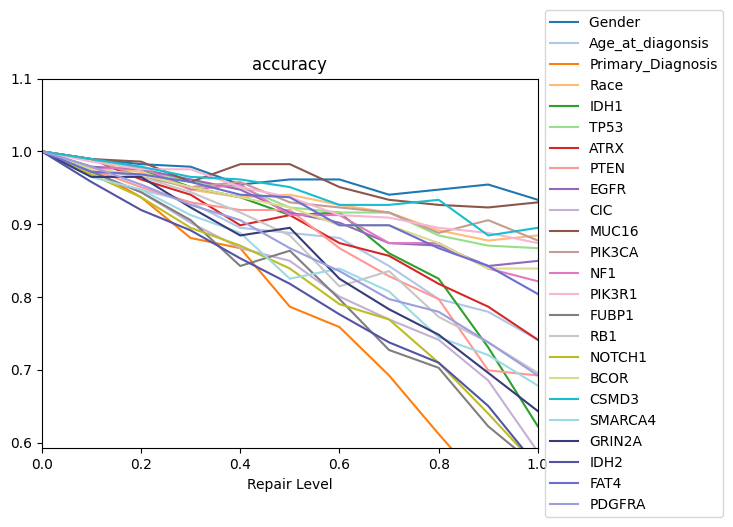 accuracy
1.1
1.0
0.9
0.8
0.7
0.6
0.0
0.2
0.4
0.6
0.8
1.0
Repair Level
Gender
Age_at_diagonsis
Primary_Diagnosis
Race
IDH1
TP53
ATRX
PTEN
EGFR
CIC
MUC16
PIK3CA
NF1
PIK3R1
FUBP1
RB1
NOTCH1
BCOR
CSMD3
SMARCA4
GRIN2A
IDH2
FAT4
PDGFRA